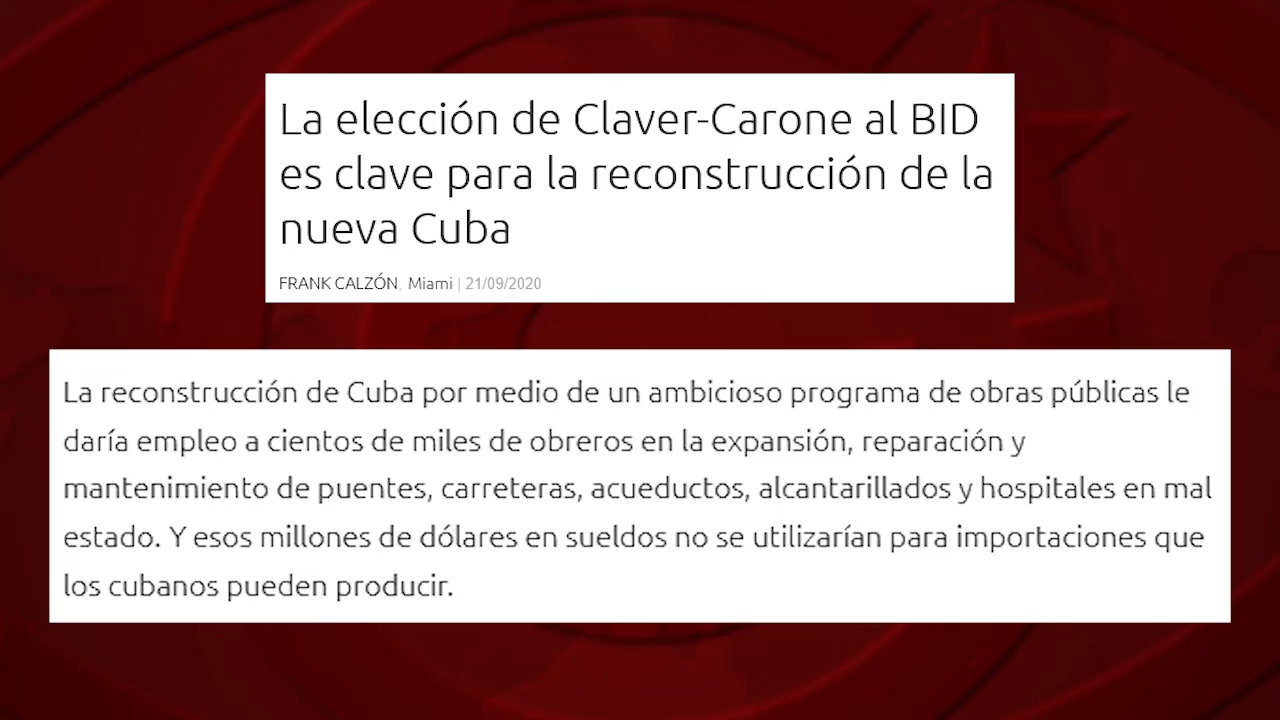 La elección de Claver-Carone al BID
es clave para la reconstrucción de la
nueva Cuba
FRANK CALZÓN, Miami | 21/09/2020
La reconstrucción de Cuba por medio de un ambicioso programa de obras públicas le
daría empleo a cientos de miles de obreros en la expansión, reparación y
mantenimiento de puentes, carreteras, acueductos, alcantarillados y hospitales en mal
estado. Y esos millones de dólares en sueldos no se utilizarían para importaciones que
los cubanos pueden producir.